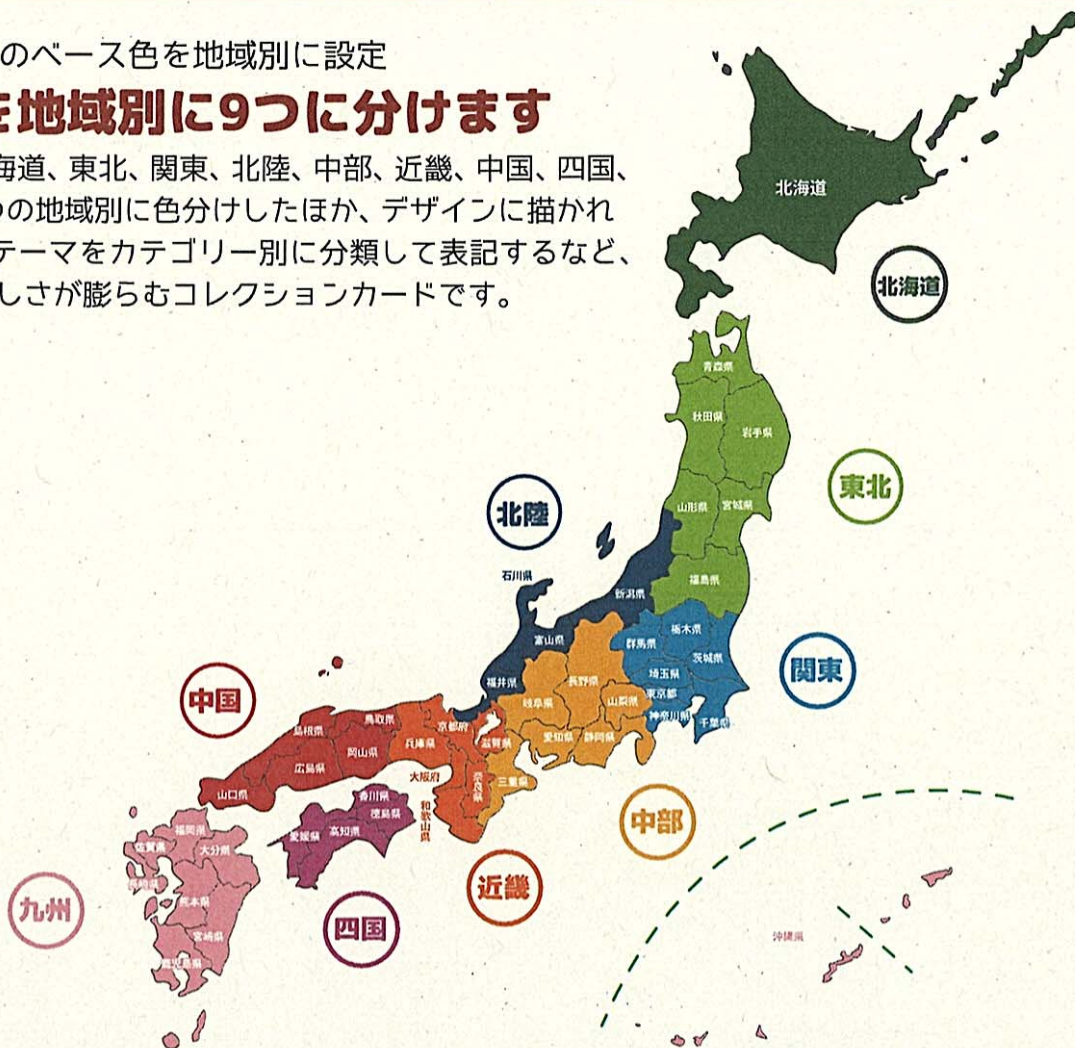 のベース色を地域別に設定
を地域別に9つに分けます
海道、東北、関東、北陸、中部、近畿、中国、四国、
つの地域別に色分けしたほか、デザインに描かれ
テーマをカテゴリー別に分類して表記するなど、
しさが膨らむコレクションカードです。
北海道
北海道
青森県
秋田県
岩手県
東北
山形県
宮城県
北陸
石川県
福島県
新潟県
富山県
群馬県
栃木県
茨城県
関東
福井県
長野県
埼玉県
東京都
岐阜県
山梨県
神奈川県
千葉県
中国
鳥取県
京都府
島根県
兵庫県
滋賀県
愛知県
静岡県
岡山県
広島県
大阪府
奈良県
三重県
山口県
香川県
徳島県
和歌山県
中部
愛媛県
高知県
福岡県
佐賀県
大分県
長崎県
近畿
九州
熊本県
四国
宮崎県
沖縄県
鹿児島県